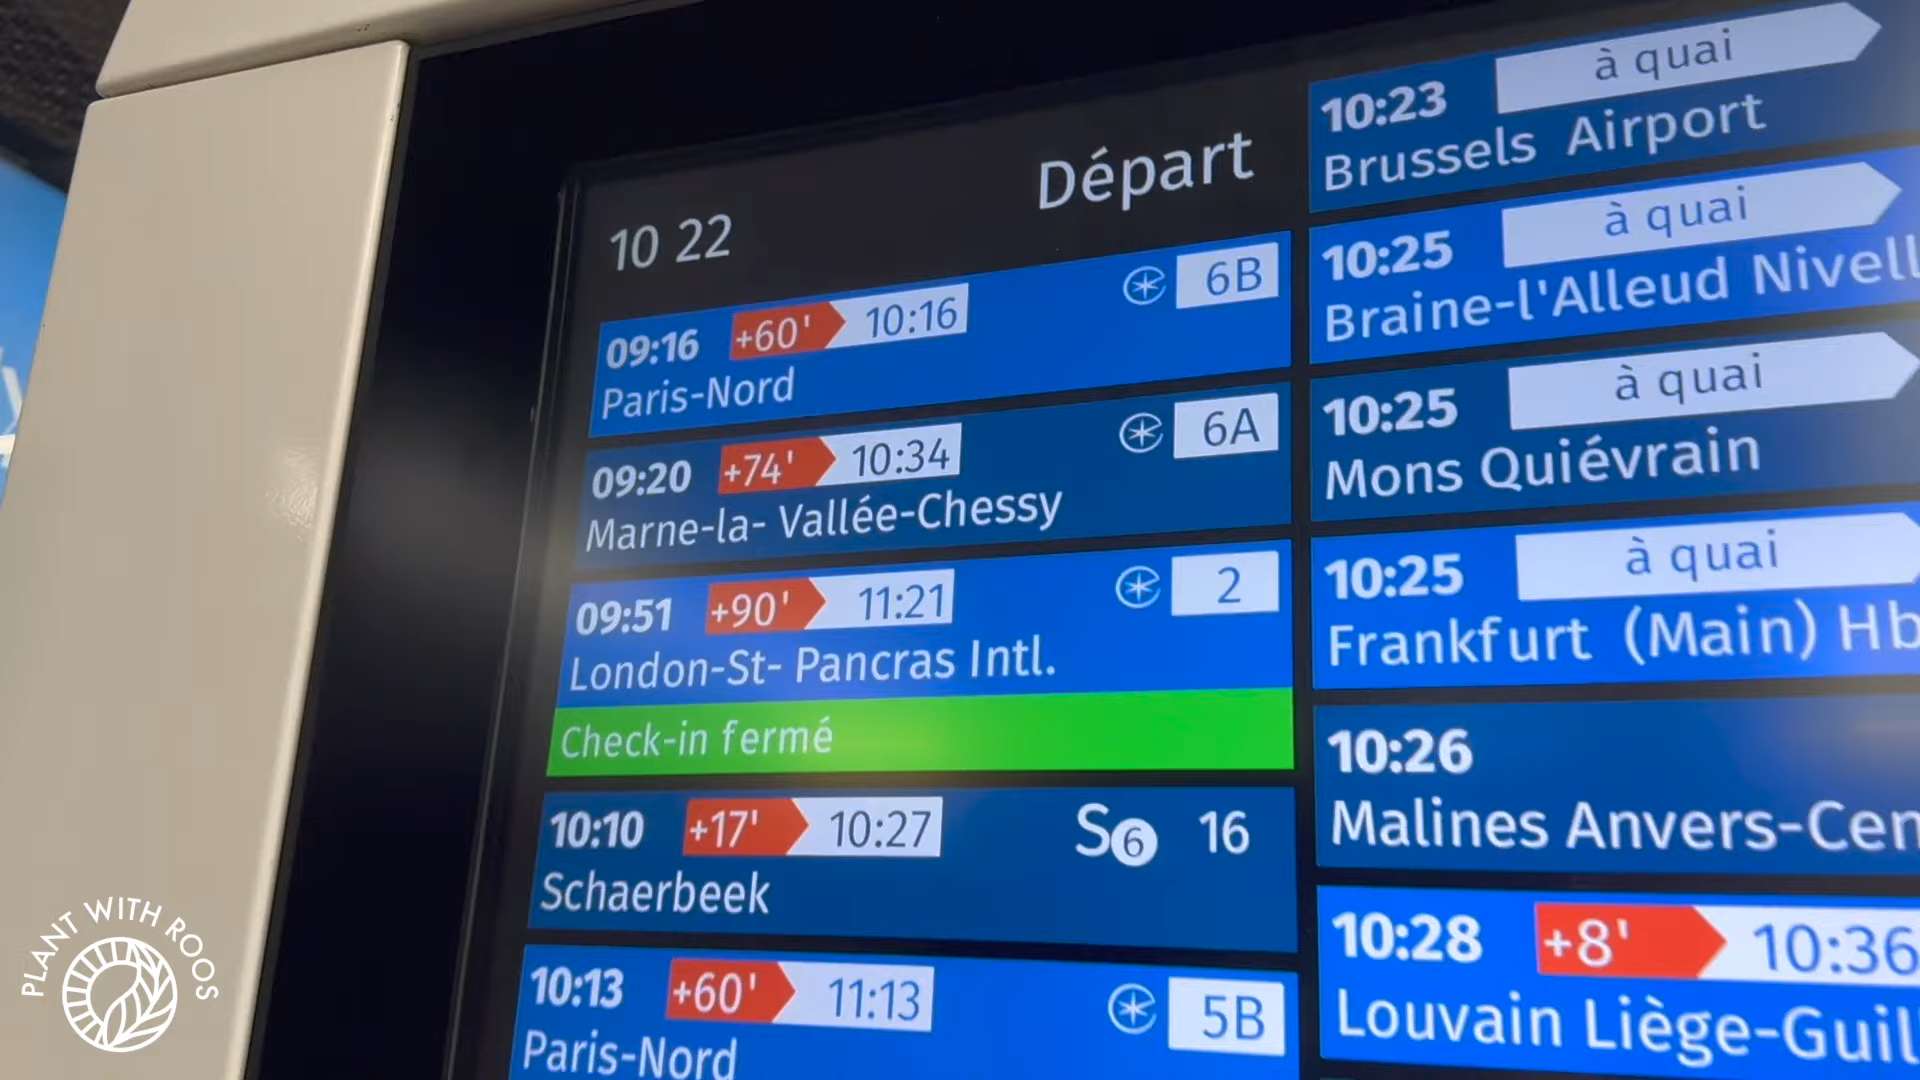 Départ
10 22
09:16 +60' 10:16 6B
Paris-Nord
09:20 +74' 10:34 6A
Marne-la- Vallée-Chessy
09:51 +90' 11:21 2
London-St- Pancras Intl.
Check-in fermé
10:10 +17' 10:27 S6 16
Schaerbeek
10:13 +60' 11:13 5B
Paris-Nord
10:23 à quai
Brussels Airport
10:25 à quai
Braine-l'Alleud Nivell
10:25 à quai
Mons Quiévrain
10:25 à quai
Frankfurt (Main) Hb
10:26
Malines Anvers-Cen
10:28 +8' 10:36
Louvain Liège-Guil
PLANT WITH ROOS